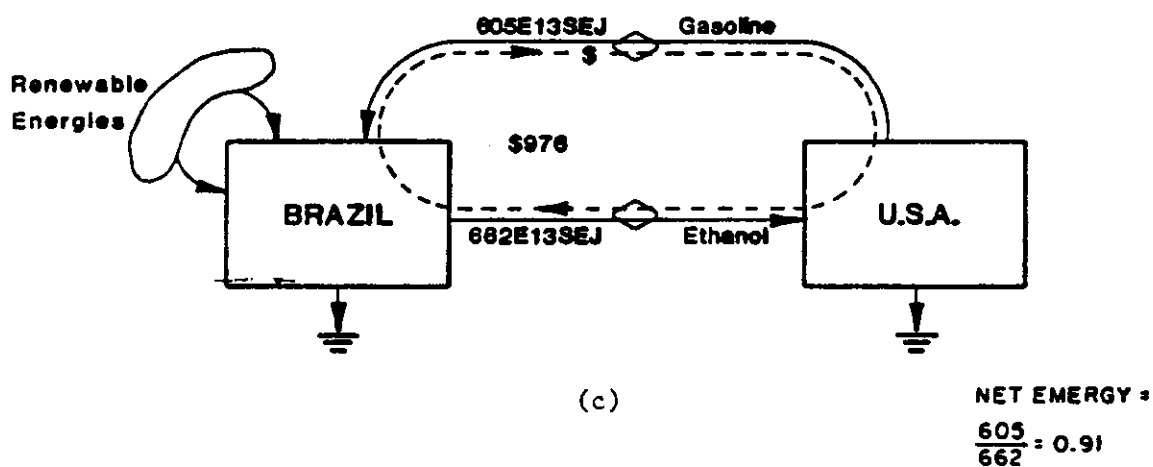 605E13SEJ Gasoline
$
Renewable
Energies
$976
BRAZIL
U.S.A.
662E13SEJ Ethanol
(c)
NET EMERGY =
605
662 = 0.91